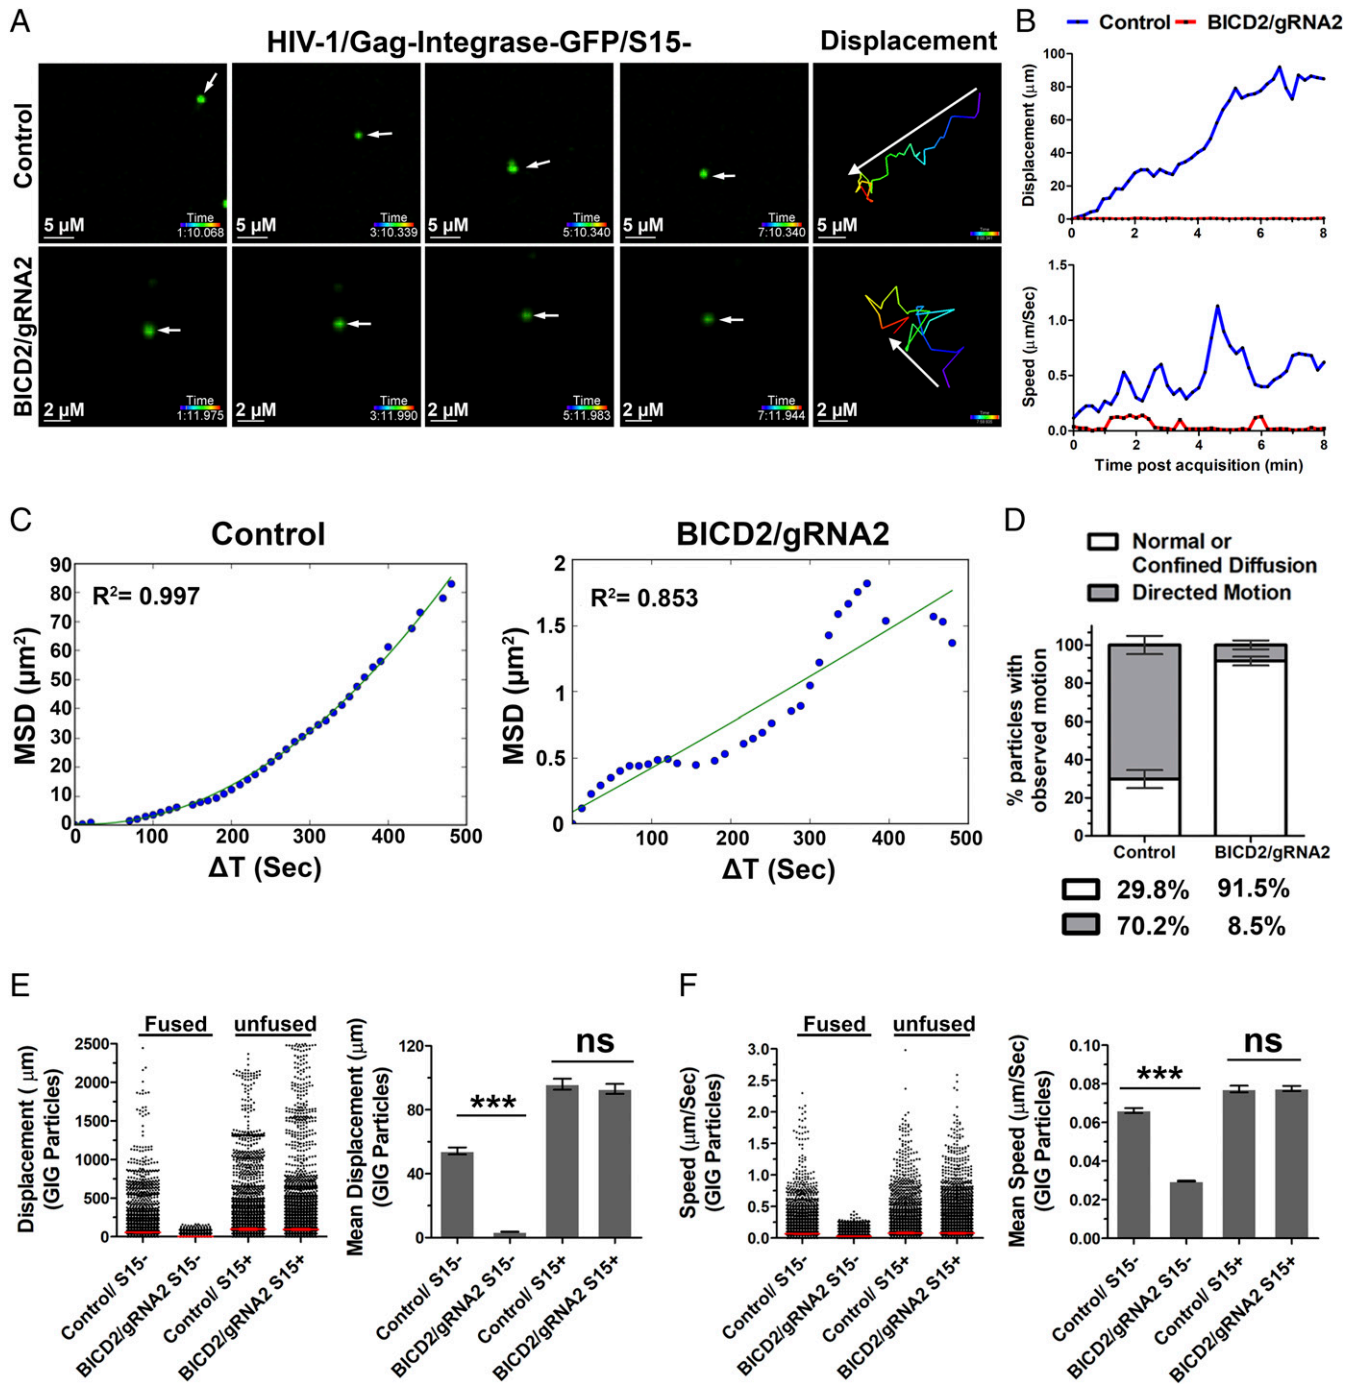 A
HIV-1/Gag-Integrase-GFP/S15-
Displacement
Control
5 µM
Time
1:10.068
5 µM
Time
3:10.339
5 µM
Time
5:10.340
5 µM
Time
7:10.340
5 µM
BICD2/gRNA2
2 µM
Time
1:11.975
2 µM
Time
3:11.990
2 µM
Time
5:11.983
2 µM
Time
7:11.944
2 µM
B
Control
BICD2/gRNA2
Displacement (µm)
100
80
60
40
20
0
0 2 4 6 8
Speed (µm/Sec)
1.5
1.0
0.5
0.0
0 2 4 6 8
Time post acquisition (min)
C
Control
R²= 0.997
MSD (µm²)
90
80
70
60
50
40
30
20
10
0
0 100 200 300 400 500
ΔT (Sec)
BICD2/gRNA2
R²= 0.853
MSD (µm²)
2
1.5
1
0.5
0
100 200 300 400 500
ΔT (Sec)
D
Normal or
Confined Diffusion
Directed Motion
% particles with
observed motion
100
80
60
40
20
0
Control BICD2/gRNA2
29.8% 91.5%
70.2% 8.5%
E
Fused unfused
Displacement ( µm)
(GIG Particles)
2500
2000
1500
1000
500
0
Control/ S15-
BICD2/gRNA2 S15-
Control/ S15+
BICD2/gRNA2 S15+
Mean Displacement (µm)
(GIG Particles)
120
80
40
0
***
ns
Control/ S15-
BICD2/gRNA2 S15-
Control/ S15+
BICD2/gRNA2 S15+
F
Fused unfused
Speed (µm/Sec)
(GIG Particles)
3.0
2.5
2.0
1.5
1.0
0.5
0.0
Control/ S15-
BICD2/gRNA2 S15-
Control/ S15+
BICD2/gRNA2 S15+
Mean Speed (µm/Sec)
(GIG Particles)
0.10
0.08
0.06
0.04
0.02
0.00
***
ns
Control/ S15-
BICD2/gRNA2 S15-
Control/ S15+
BICD2/gRNA2 S15+